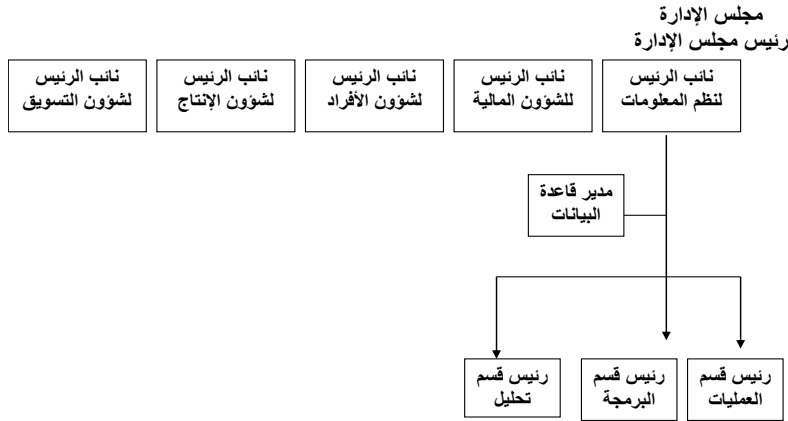 مجلس الإدارة
رئيس مجلس الإدارة
نائب الرئيس
لنظم المعلومات
نائب الرئيس
للشؤون المالية
نائب الرئيس
لشؤون الأفراد
نائب الرئيس
لشؤون الإنتاج
نائب الرئيس
لشؤون التسويق
مدير قاعدة
البيانات
رئيس قسم
العمليات
رئيس قسم
البرمجة
رئيس قسم
تحليل